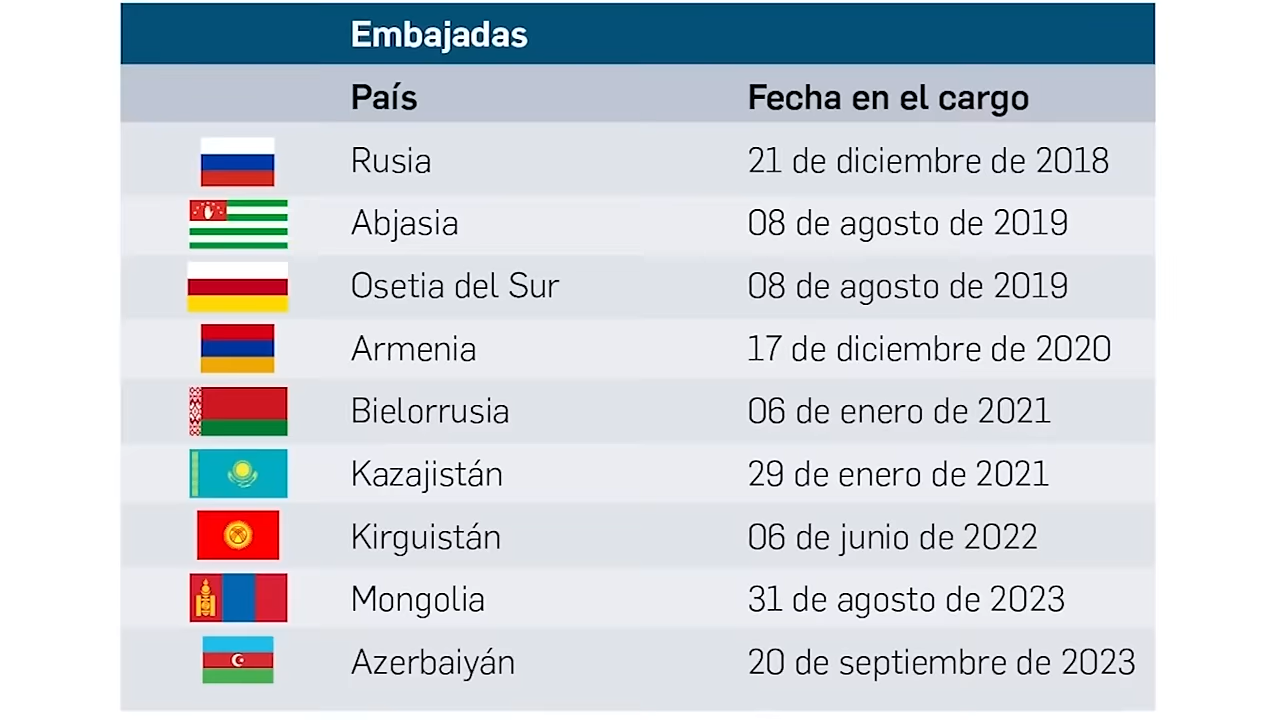 Embajadas
País Fecha en el cargo
Rusia 21 de diciembre de 2018
Abjasia 08 de agosto de 2019
Osetia del Sur 08 de agosto de 2019
Armenia 17 de diciembre de 2020
Bielorrusia 06 de enero de 2021
Kazajistán 29 de enero de 2021
Kirguistán 06 de junio de 2022
Mongolia 31 de agosto de 2023
Azerbaiyán 20 de septiembre de 2023